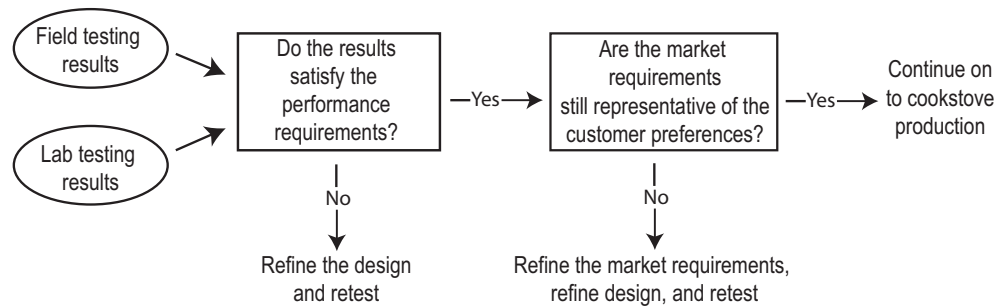 Field testing
results
Lab testing
results
Do the results
satisfy the
performance
requirements?
Yes
No
Refine the design
and retest
Are the market
requirements
still representative of the
customer preferences?
Yes
No
Refine the market requirements,
refine design, and retest
Continue on
to cookstove
production